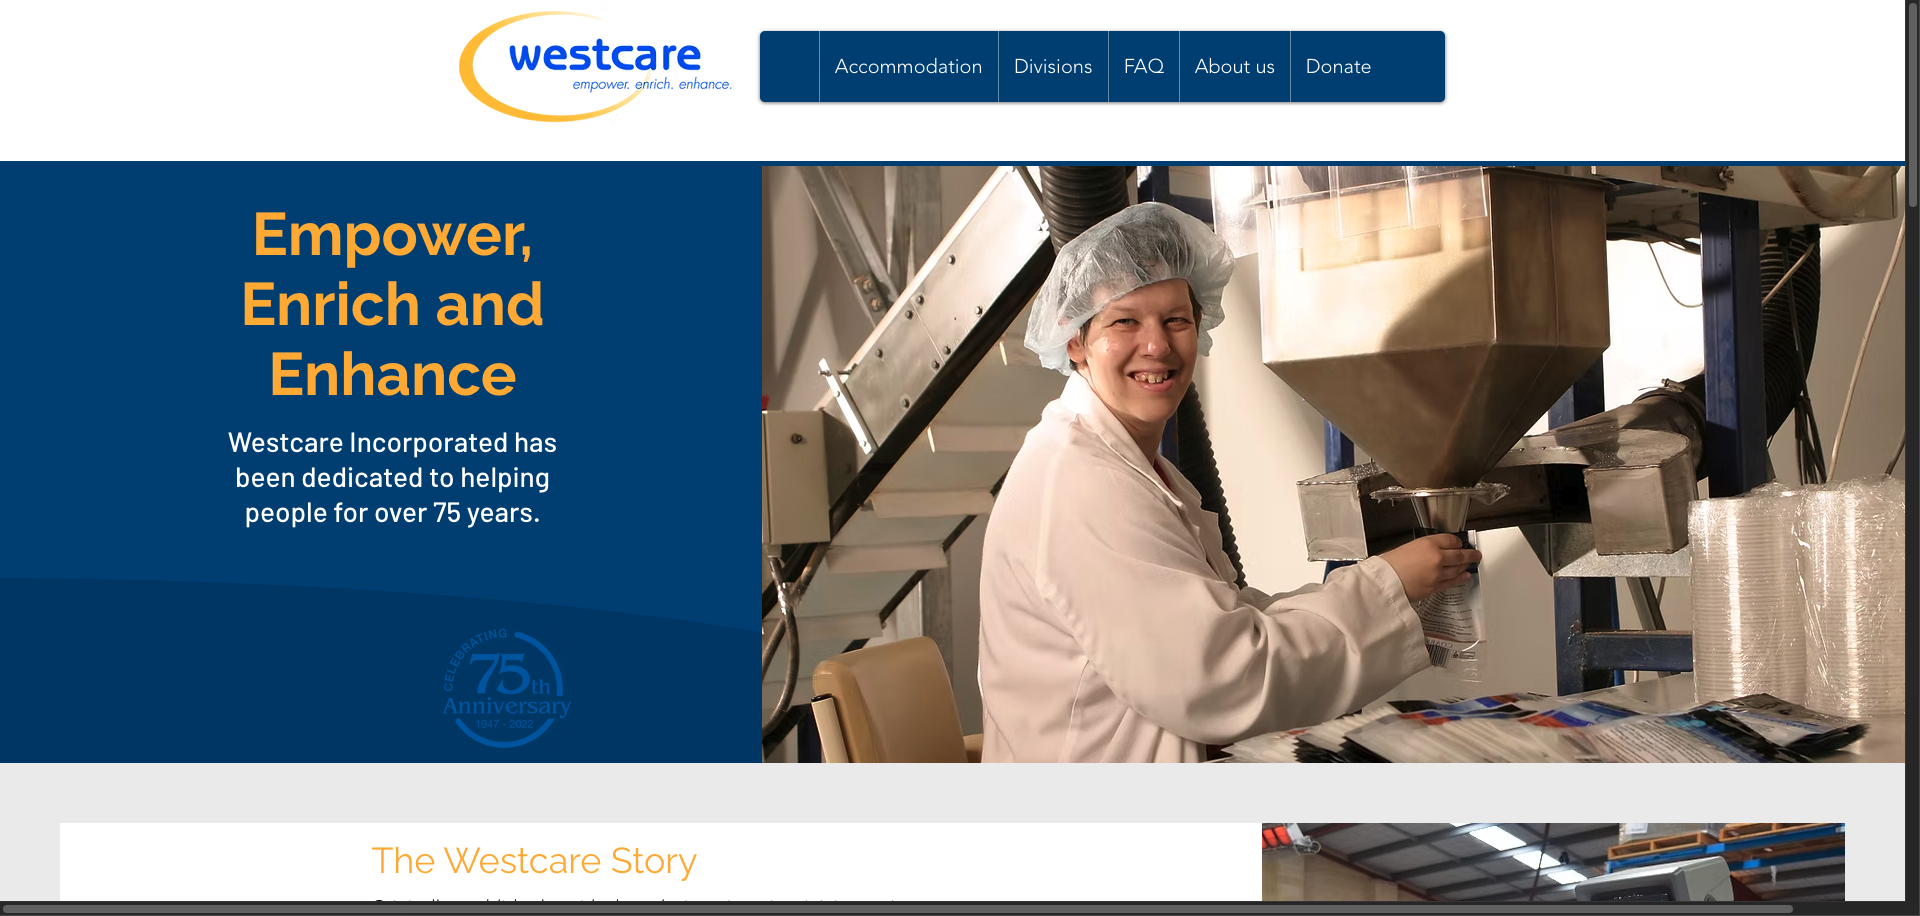 westcare
empower. enrich. enhance.
Accommodation
Divisions
FAQ
About us
Donate
Empower,
Enrich and
Enhance
Westcare Incorporated has
been dedicated to helping
people for over 75 years.
CELEBRATING
75th
Anniversary
1947 - 2022
The Westcare Story